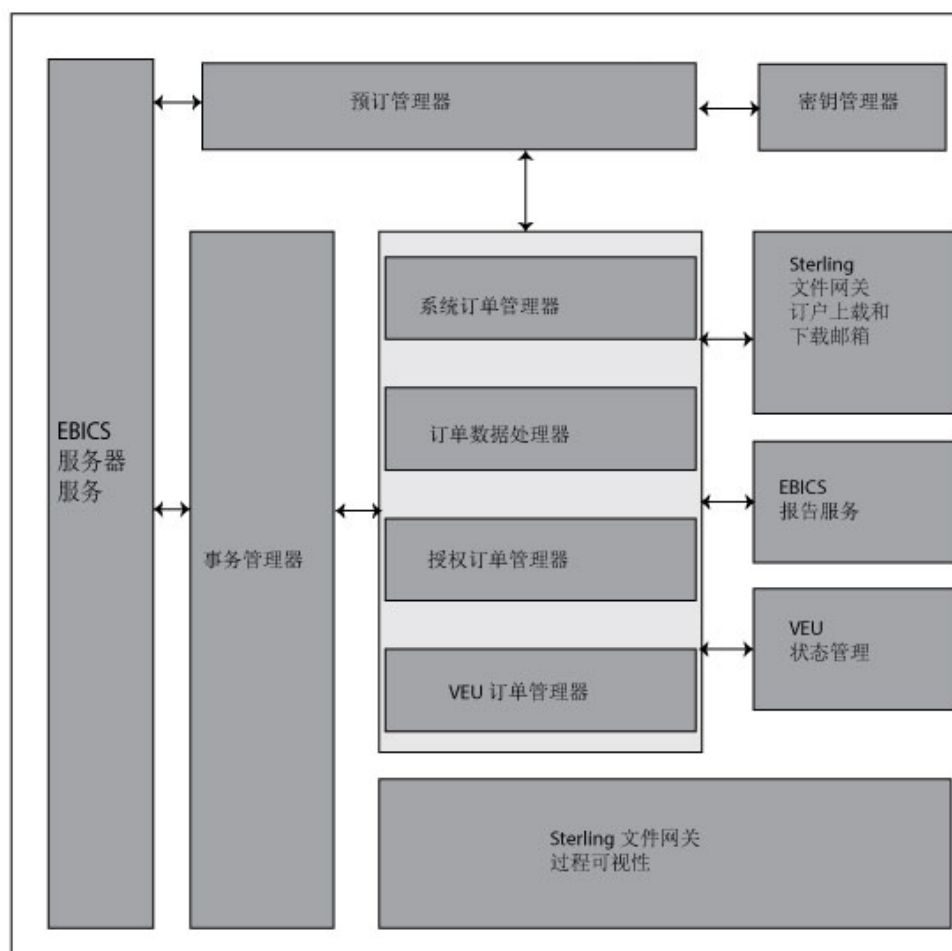 预订管理器
密钥管理器
Sterling
文件网关
订户上载和
下载邮箱
系统订单管理器
订单数据处理器
EBICS
服务器
服务
EBICS
报告服务
事务管理器
授权订单管理器
VEU
状态管理
VEU 订单管理器
Sterling 文件网关
过程可视性